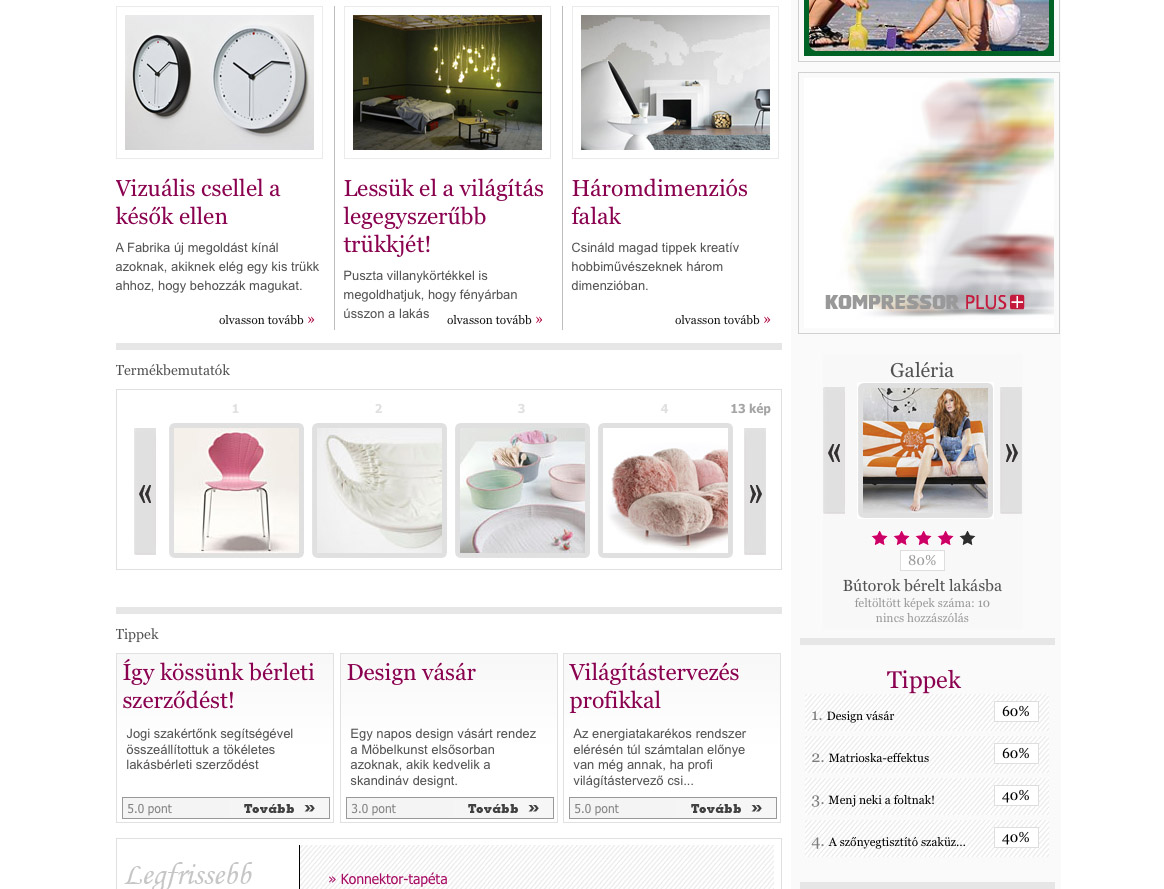 Vizuális csellel a
késők ellen
A Fabrika új megoldást kínál
azoknak, akiknek elég egy kis trükk
ahhoz, hogy behozzák magukat.
olvasson tovább »
Lessük el a világítás
legegyszerűbb
trükkjét!
Puszta villanykörtékkel is
megoldhatjuk, hogy fényárban
ússzon a lakás
olvasson tovább »
Háromdimenziós
falak
Csináld magad tippek kreatív
hobbiművészeknek három
dimenzióban.
olvasson tovább »
Termékbemutatók
1 2 3 4 13 kép
« »
Tippek
Így kössünk bérleti
szerződést!
Jogi szakértőnk segítségével
összeállítottuk a tökéletes
lakásbérleti szerződést
5.0 pont Tovább »
Design vásár
Egy napos design vásárt rendez
a Möbelkunst elsősorban
azoknak, akik kedvelik a
skandináv designt.
3.0 pont Tovább »
Világítástervezés
profikkal
Az energiatakarékos rendszer
elérésén túl számtalan előnye
van még annak, ha profi
világítástervező csi...
5.0 pont Tovább »
Legfrissebb
» Konnektor-tapéta
KOMPRESSOR PLUS
Galéria
« »
80%
Bútorok bérelt lakásba
feltöltött képek száma: 10
nincs hozzászólás
Tippek
1. Design vásár 60%
2. Matrioska-effektus 60%
3. Menj neki a foltnak! 40%
4. A szőnyegtisztító szaküz... 40%